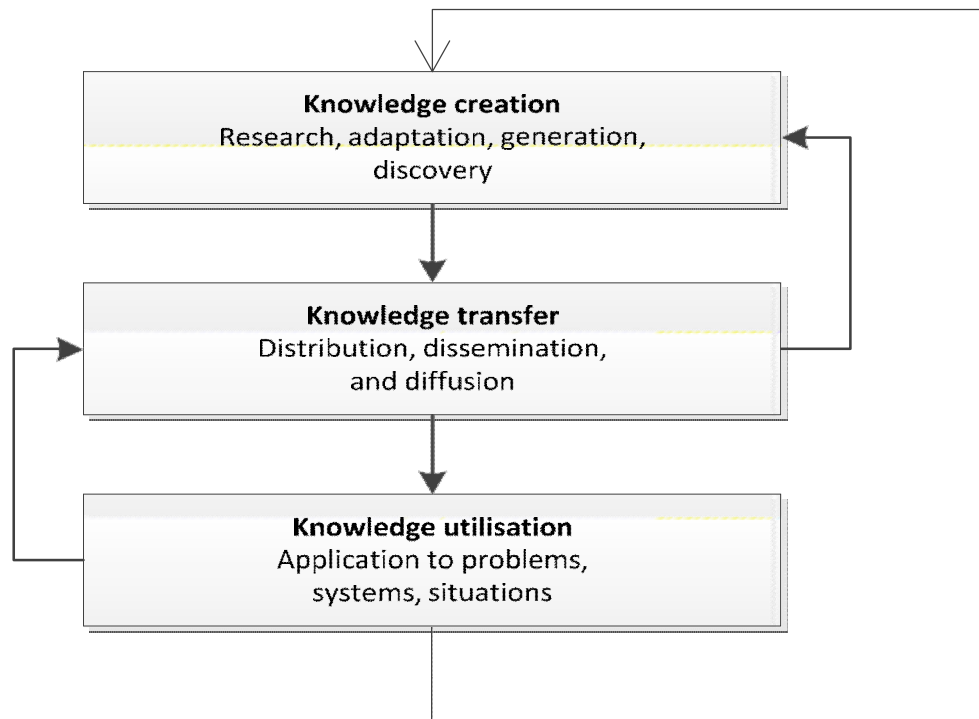 Knowledge creation
Research, adaptation, generation,
discovery
Knowledge transfer
Distribution, dissemination,
and diffusion
Knowledge utilisation
Application to problems,
systems, situations